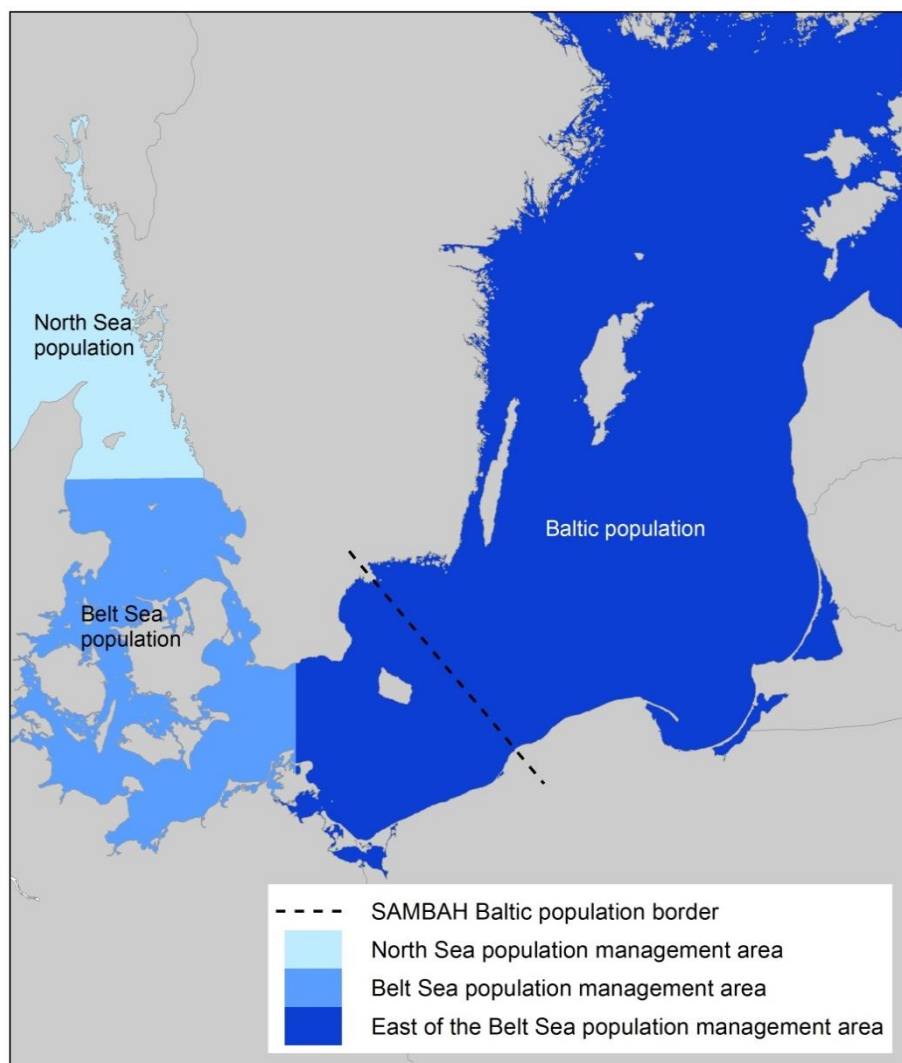 North Sea
population
Baltic population
Belt Sea
population
SAMBAH Baltic population border
North Sea population management area
Belt Sea population management area
East of the Belt Sea population management area